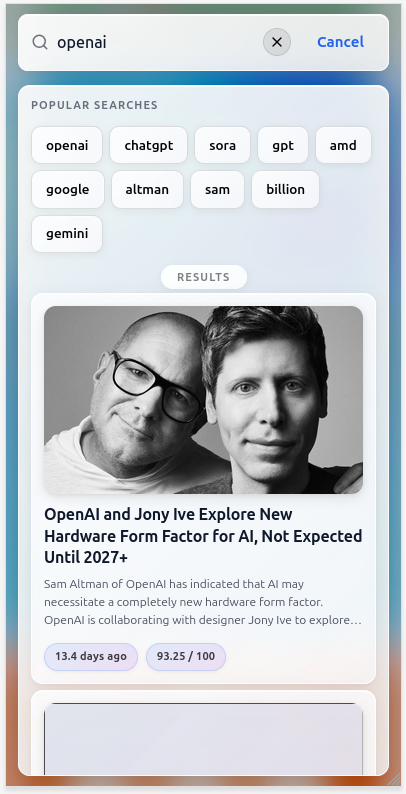 openai
Cancel
POPULAR SEARCHES
openai chatgpt sora gpt amd
google altman sam billion
gemini
RESULTS
OpenAI and Jony Ive Explore New
Hardware Form Factor for AI, Not Expected
Until 2027+
Sam Altman of OpenAI has indicated that AI may
necessitate a completely new hardware form factor.
OpenAI is collaborating with designer Jony Ive to explore…
13.4 days ago 93.25 / 100